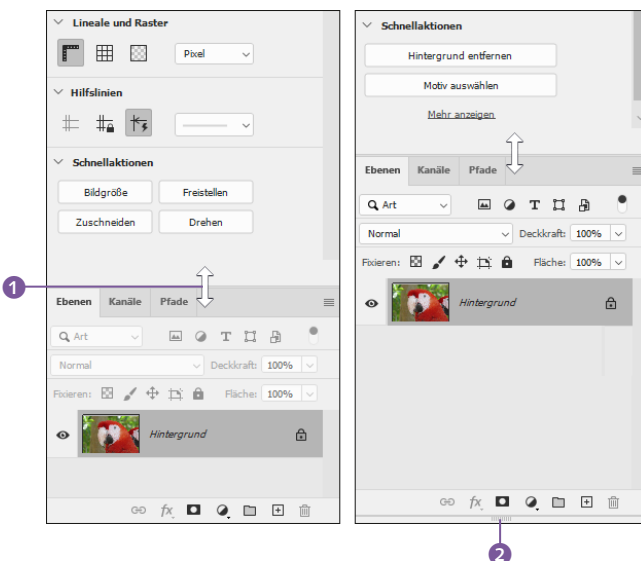 Lineale und Raster
Pixel
Hilfslinien
Schnellaktionen
Bildgröße Freistellen
Zuschneiden Drehen
1
Ebenen Kanäle Pfade
Art T
Normal Deckkraft: 100%
Fixieren: Fläche: 100%
Hintergrund
fx
Schnellaktionen
Hintergrund entfernen
Motiv auswählen
Mehr anzeigen
Ebenen Kanäle Pfade
Art T
Normal Deckkraft: 100%
Fixieren: Fläche: 100%
Hintergrund
fx
2